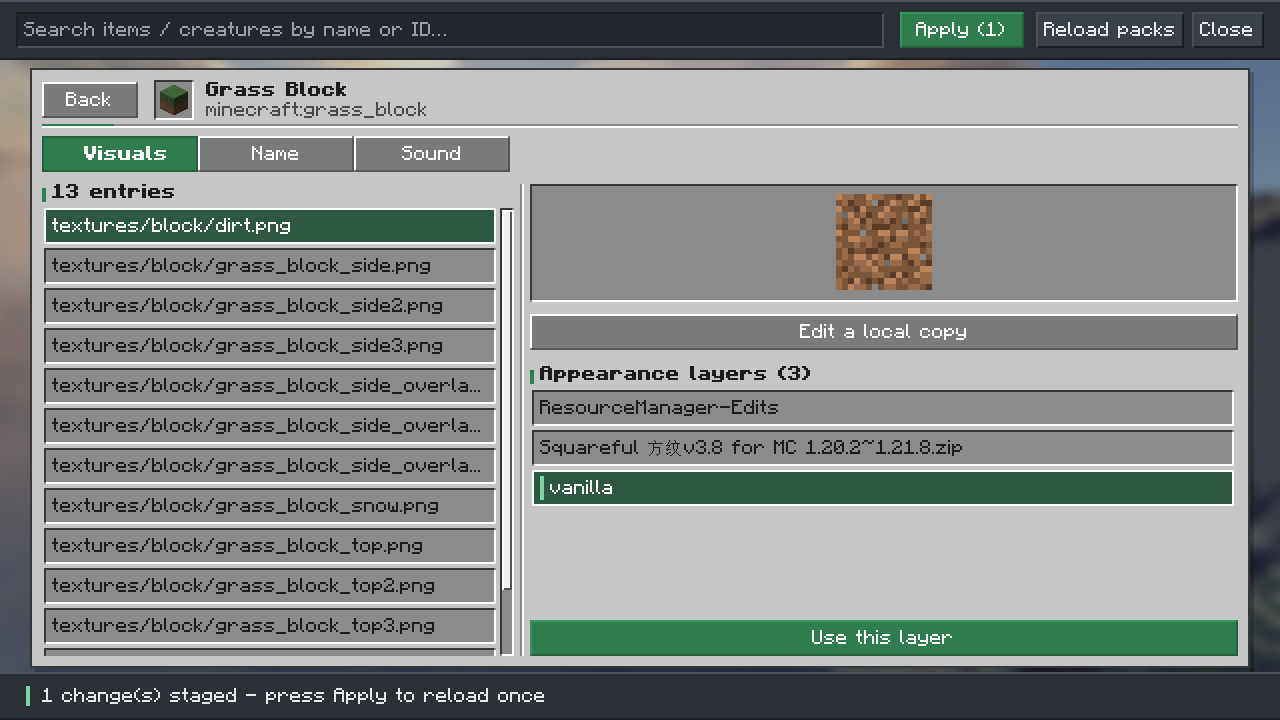 Search items / creatures by name or ID...
Apply (1)
Reload packs
Close
Back
Grass Block
minecraft:grass_block
Visuals
Name
Sound
13 entries
textures/block/dirt.png
textures/block/grass_block_side.png
textures/block/grass_block_side2.png
textures/block/grass_block_side3.png
textures/block/grass_block_side_overla...
textures/block/grass_block_side_overla...
textures/block/grass_block_side_overla...
textures/block/grass_block_snow.png
textures/block/grass_block_top.png
textures/block/grass_block_top2.png
textures/block/grass_block_top3.png
Edit a local copy
Appearance layers (3)
ResourceManager-Edits
Squareful 方纹v3.8 for MC 1.20.2~1.21.8.zip
vanilla
Use this layer
1 change(s) staged - press Apply to reload once